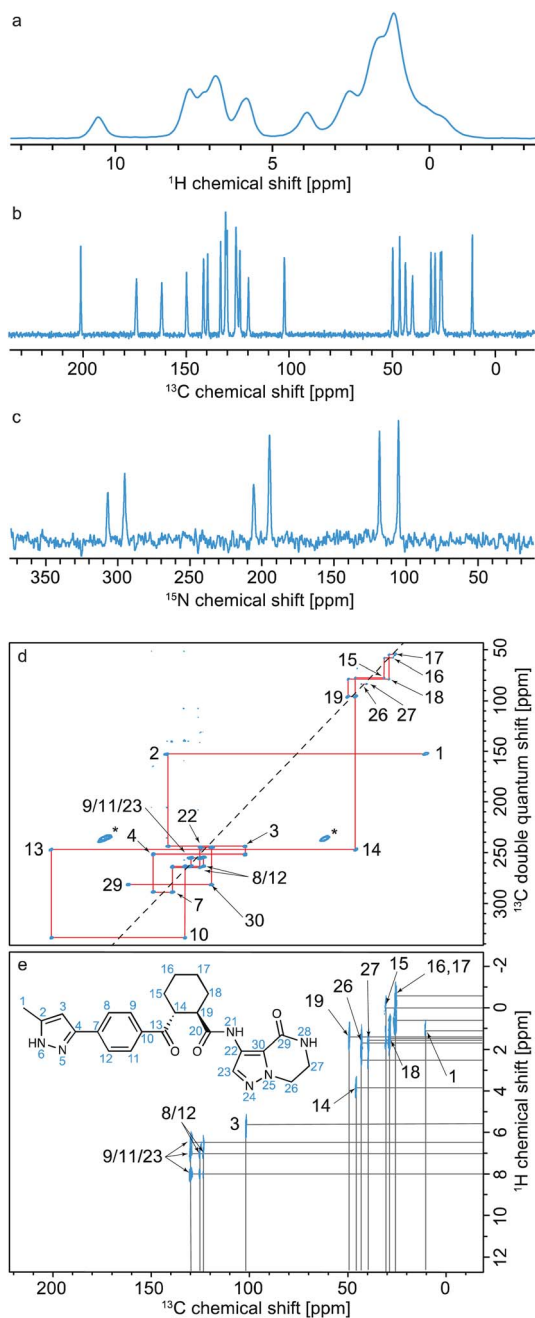 a
10 5 0
¹H chemical shift [ppm]
b
200 150 100 50 0
¹³C chemical shift [ppm]
c
350 300 250 200 150 100 50
¹⁵N chemical shift [ppm]
d
15
17
16
19
18
26 27
2
1
9/11/23
22
4
3
*
*
13
14
8/12
29
7
30
10
50
100
150
200
250
300
¹³C double quantum shift [ppm]
e
16 17
15 18
14 19
1 2 3 4 5 6 7 8 9 10 11 12 13 20 21 22 23 24 25 26 27 28 29 30
HN
N
O
O
H
N
N
N
O
NH
15
16,17
27
26
19
18
1
14
3
8/12
9/11/23
-2
0
2
4
6
8
10
12
¹H chemical shift [ppm]
220 200 150 100 50 0
¹³C chemical shift [ppm]